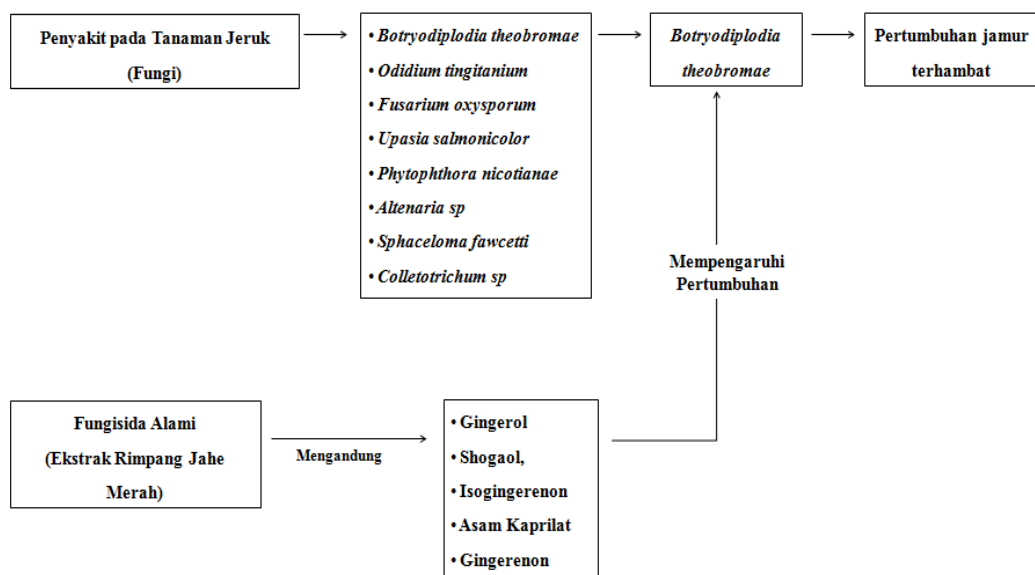 Penyakit pada Tanaman Jeruk
(Fungi)
• Botryodiplodia theobromae
• Odidium tingitanium
• Fusarium oxysporum
• Upasia salmonicolor
• Phytophthora nicotianae
• Altenaria sp
• Sphaceloma fawcetti
• Colletotrichum sp
Botryodiplodia
theobromae
Pertumbuhan jamur
terhambat
Mempengaruhi
Pertumbuhan
Fungisida Alami
(Ekstrak Rimpang Jahe
Merah)
Mengandung
• Gingerol
• Shogaol,
• Isogingerenon
• Asam Kaprilat
• Gingerenon